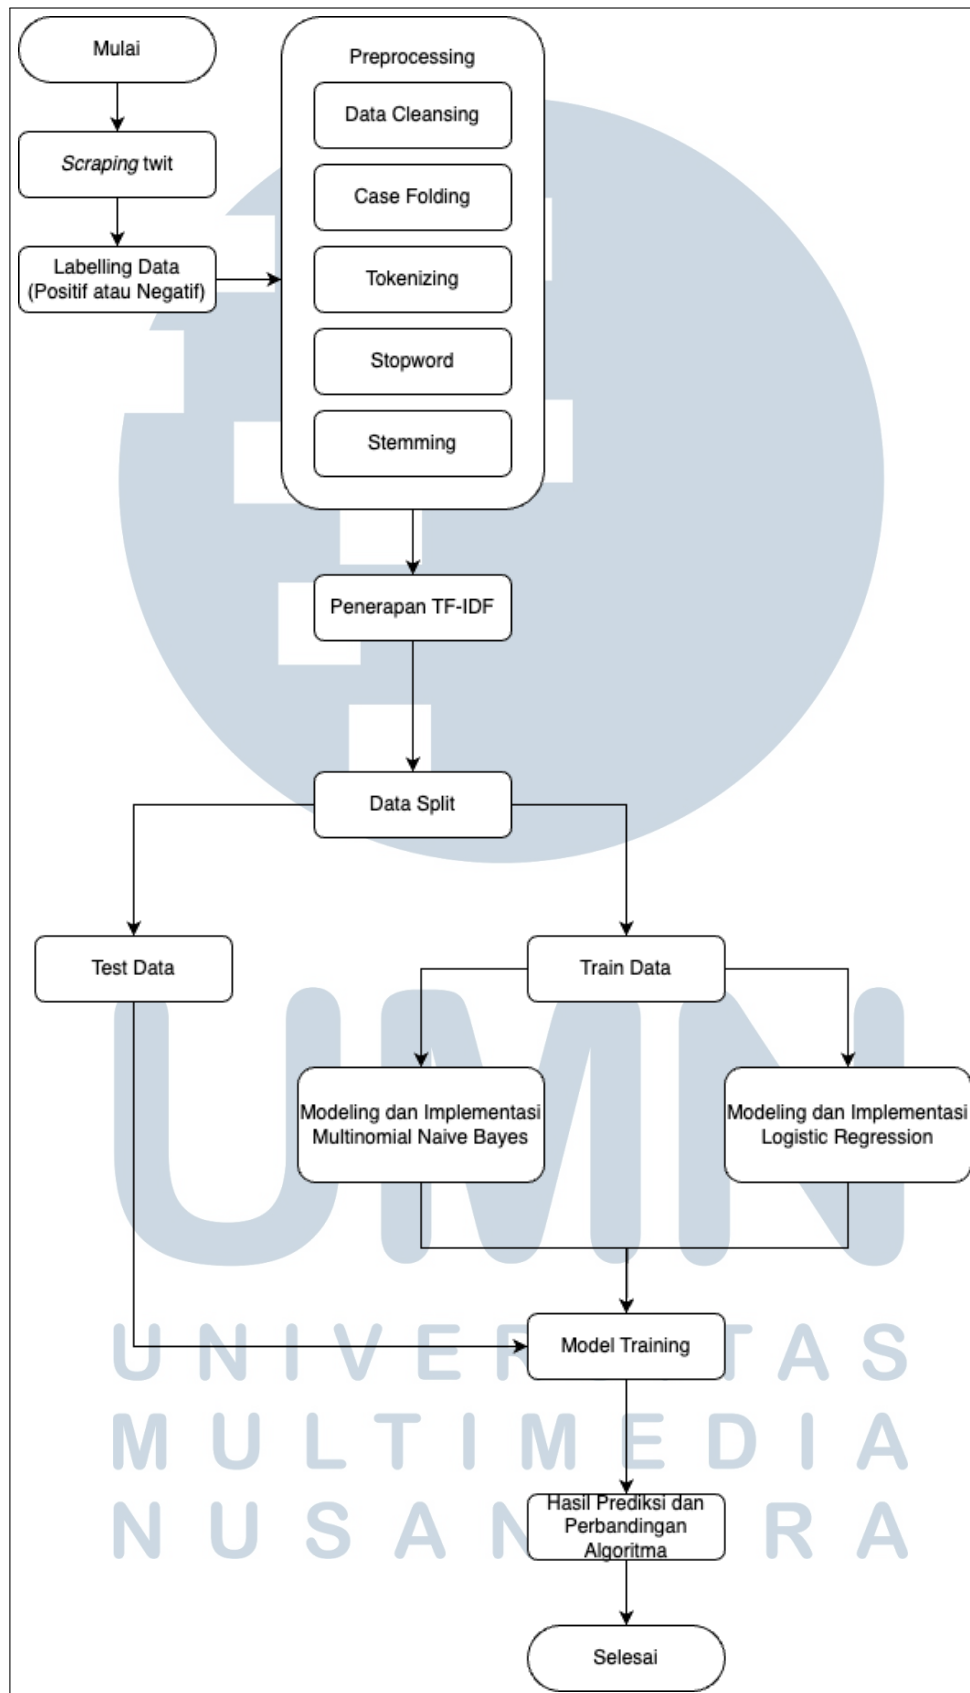 Mulai
Scraping twit
Labelling Data
(Positif atau Negatif)
Preprocessing
Data Cleansing
Case Folding
Tokenizing
Stopword
Stemming
Penerapan TF-IDF
Data Split
Test Data
Train Data
Modeling dan Implementasi
Multinomial Naive Bayes
Modeling dan Implementasi
Logistic Regression
Model Training
Hasil Prediksi dan
Perbandingan
Algoritma
Selesai
UMN
UNIVERSITAS
MULTIMEDIA
NUSANTARA